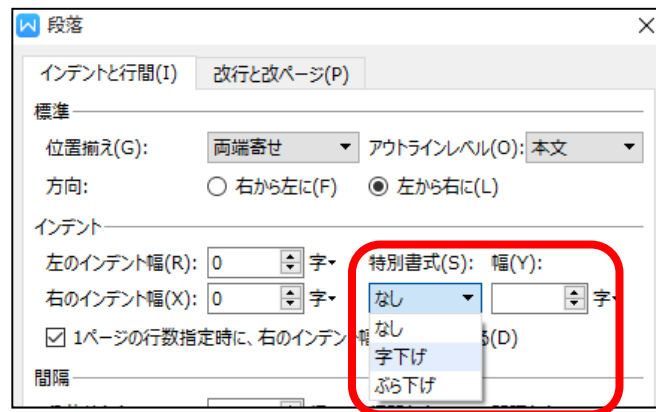 段落
インデントと行間(I) 改行と改ページ(P)
標準
位置揃え(G): 両端寄せ アウトラインレベル(O): 本文
方向: 右から左に(F) 左から右に(L)
インデント
左のインデント幅(R): 0 字 特別書式(S): 幅(Y):
右のインデント幅(X): 0 字 なし 字
1ページの行数指定時に、右のインデント (D)
なし
字下げ
ぶら下げ
間隔